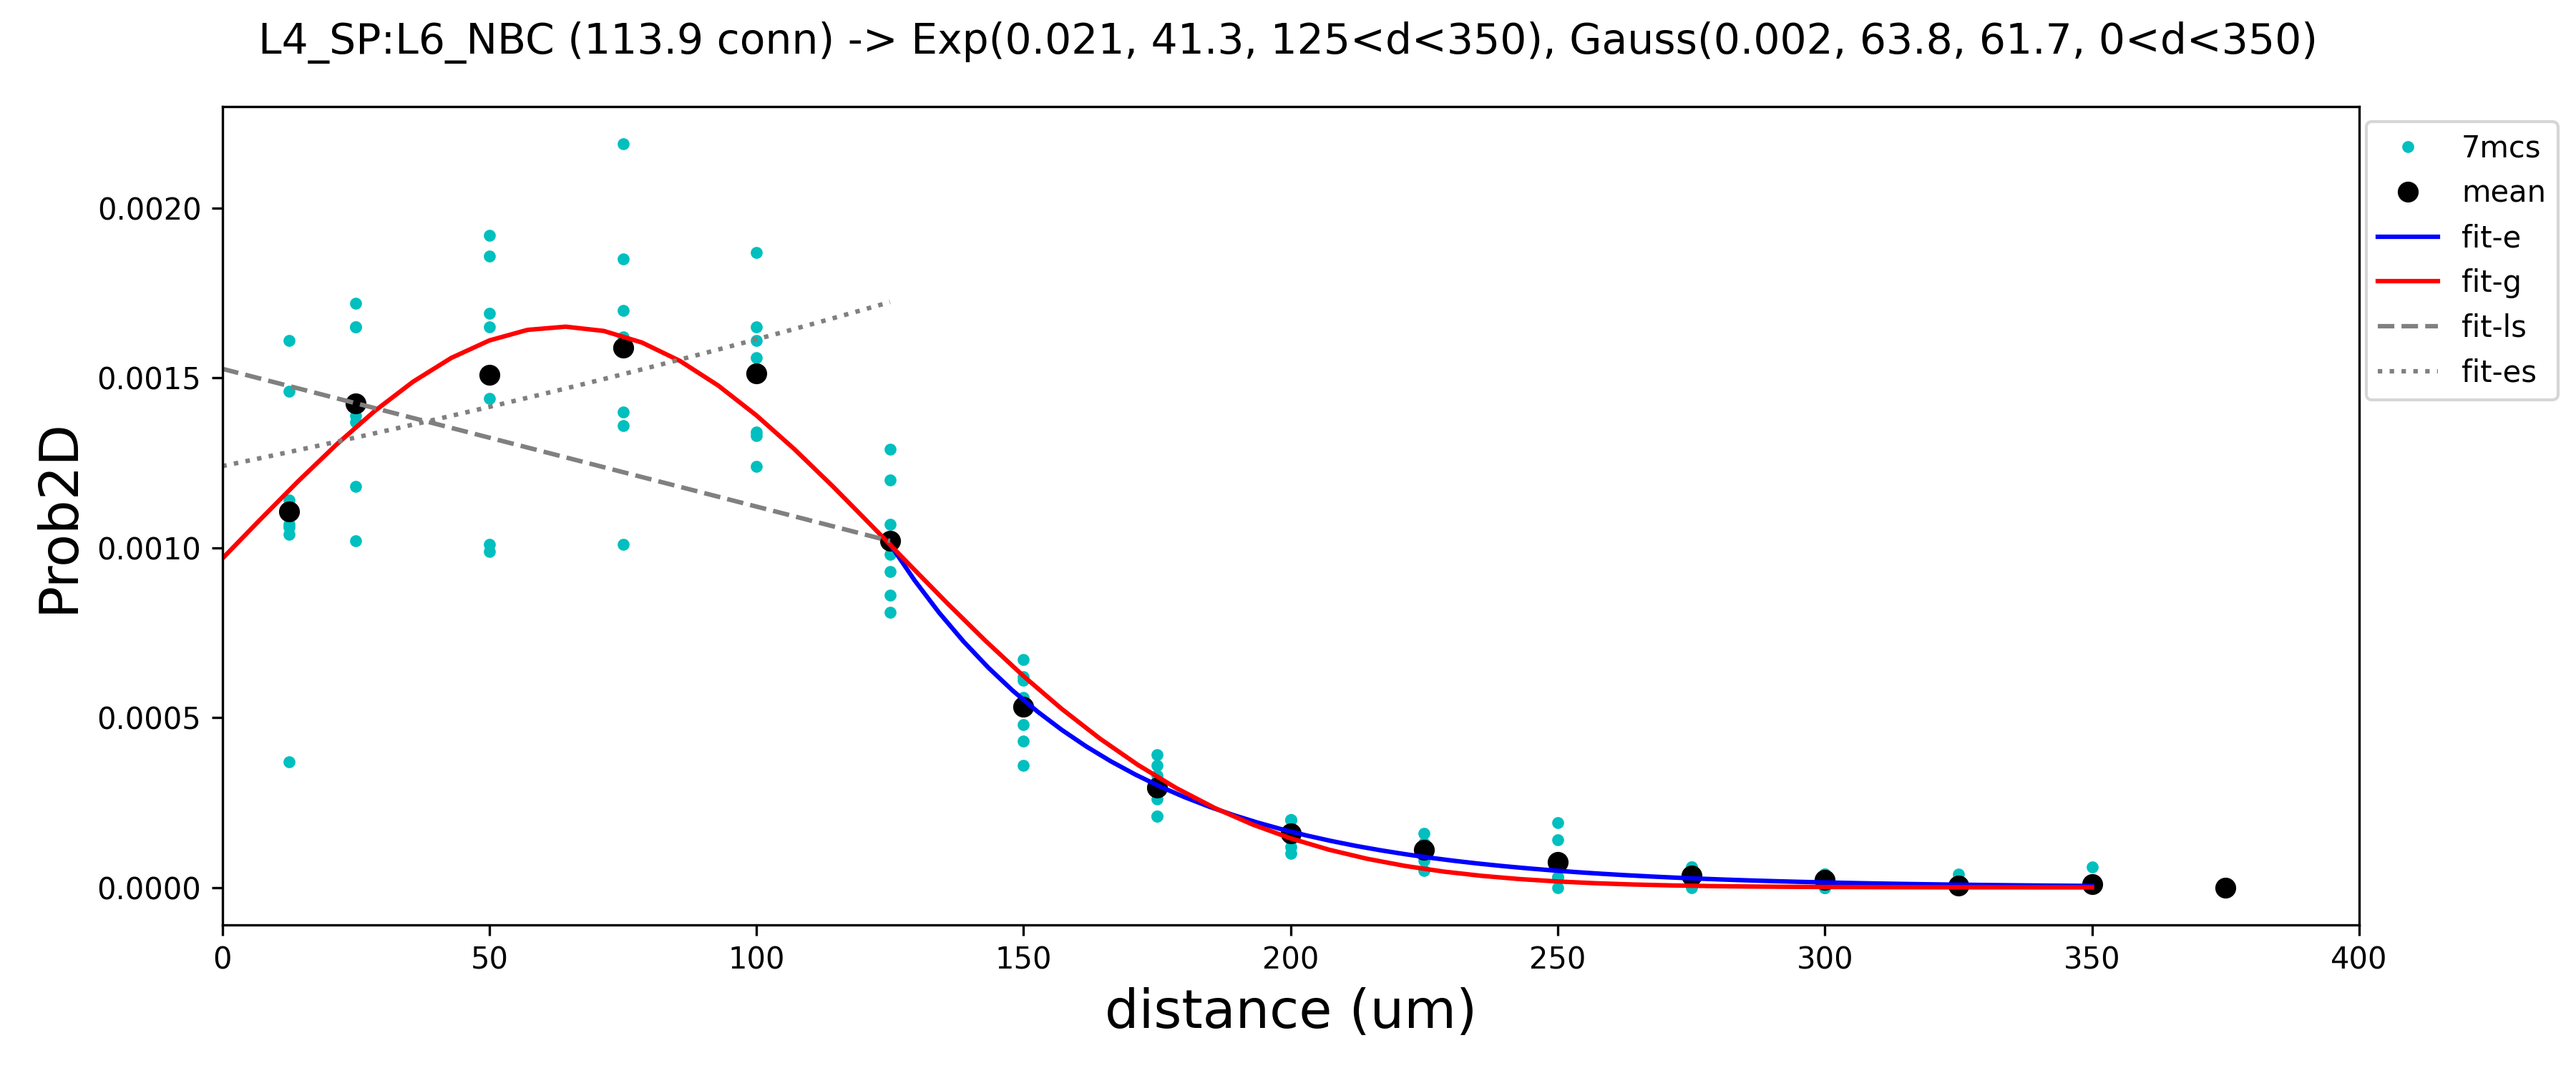 L4_SP:L6_NBC (113.9 conn) -> Exp(0.021, 41.3, 125<d<350), Gauss(0.002, 63.8, 61.7, 0<d<350)
7mcs
mean
fit-e
fit-g
fit-ls
fit-es
Prob2D
0.0020
0.0015
0.0010
0.0005
0.0000
0 50 100 150 200 250 300 350 400
distance (um)